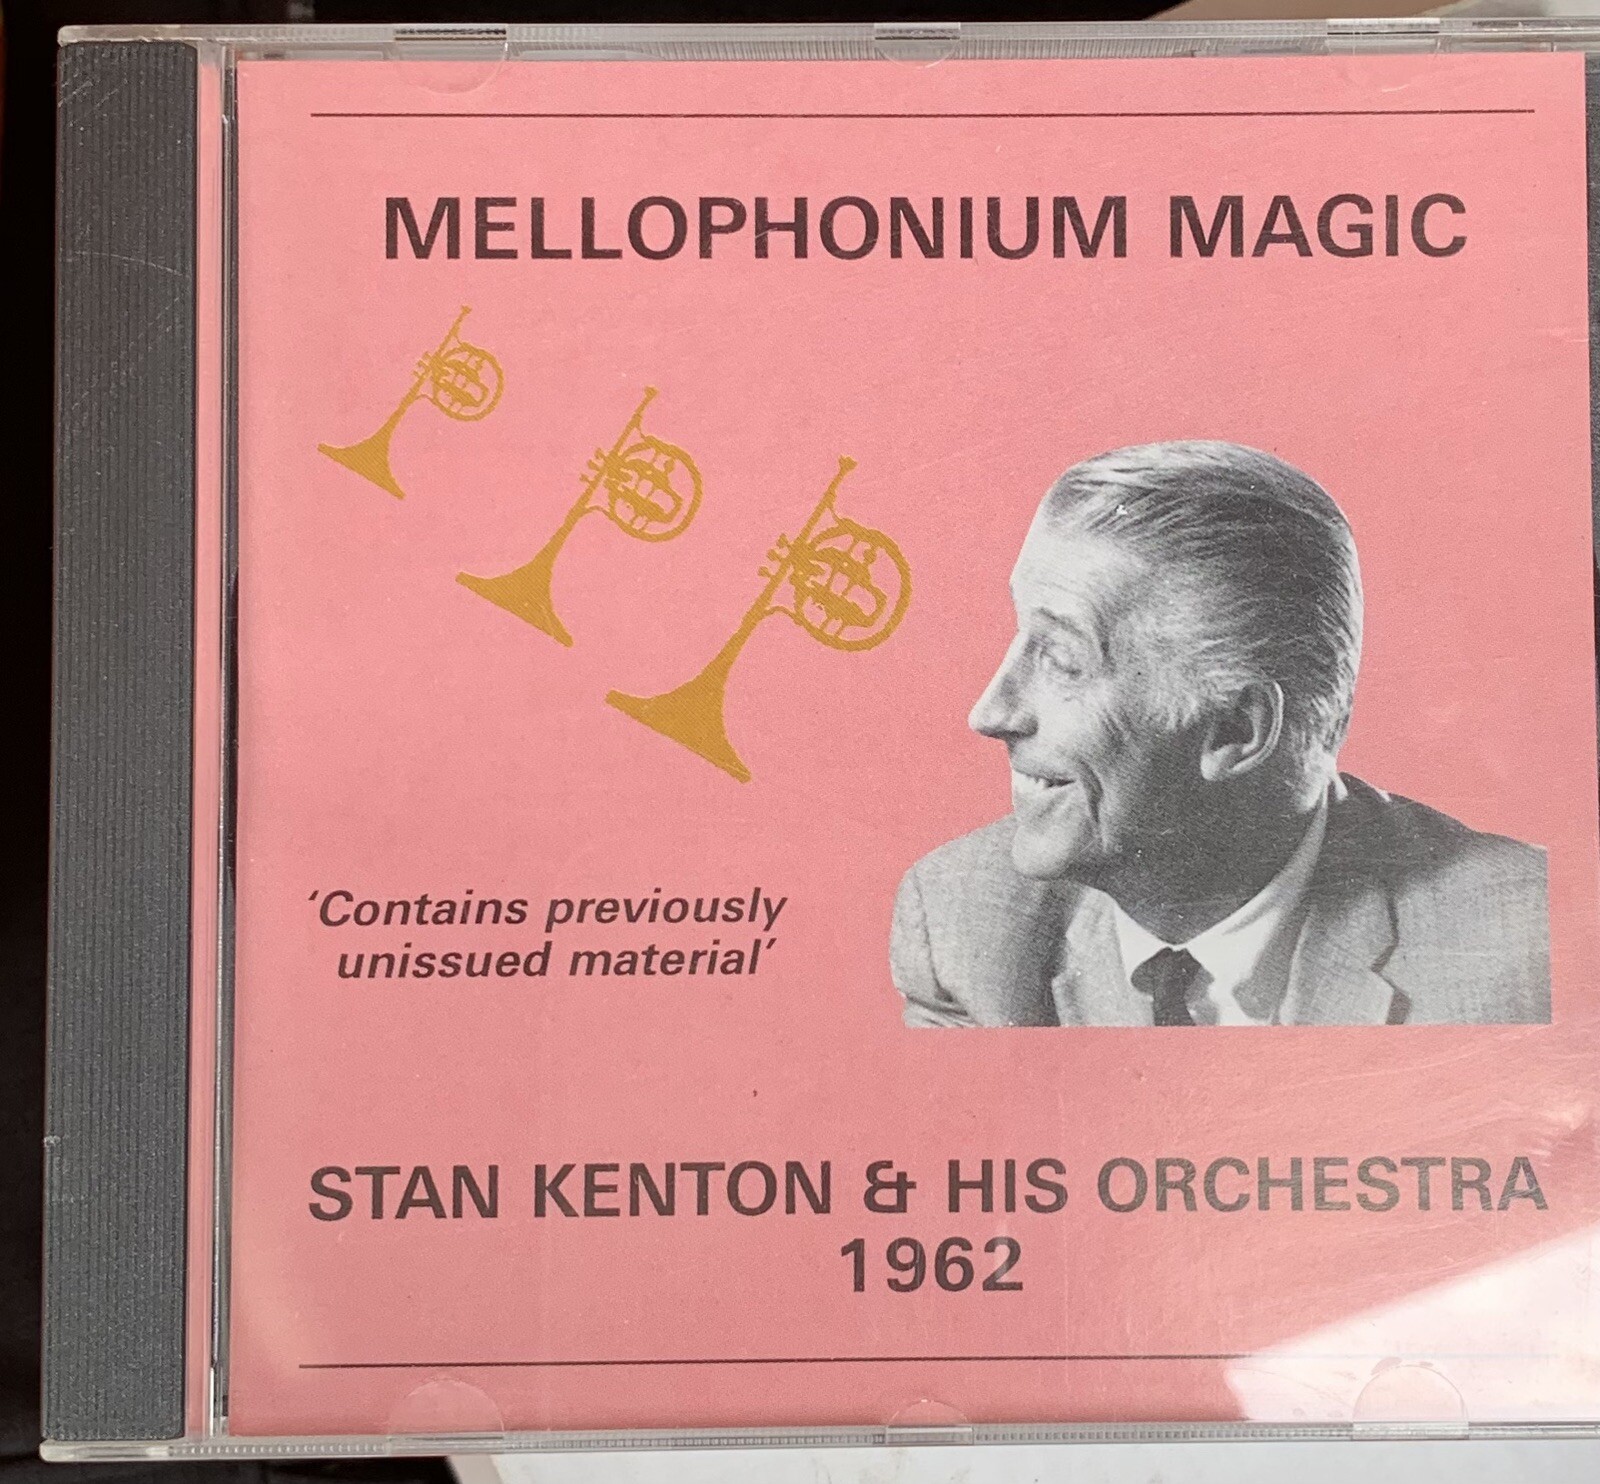 MELLOPHONIUM MAGIC
‘Contains previously
unissued material’
STAN KENTON & HIS ORCHESTRA
1962